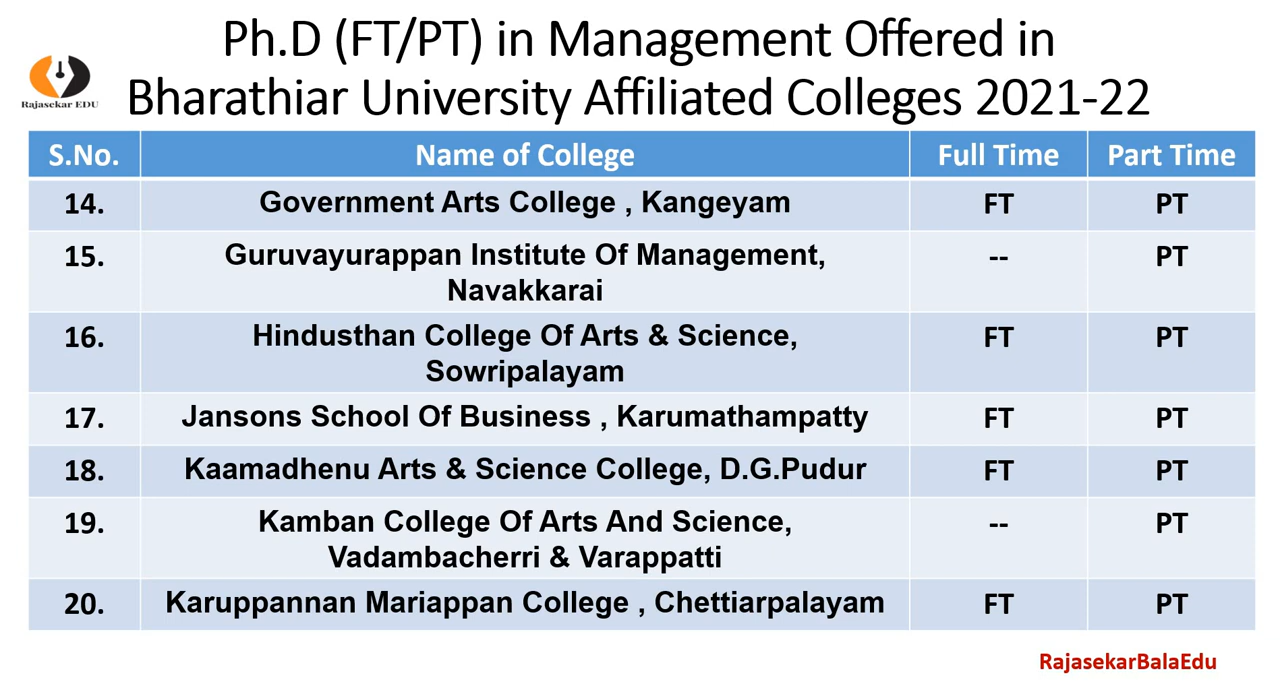 Ph.D (FT/PT) in Management Offered in
Bharathiar University Affiliated Colleges 2021-22
Rajasekar EDU
S.No. Name of College Full Time Part Time
14. Government Arts College , Kangeyam FT PT
15. Guruvayurappan Institute Of Management, -- PT
Navakkarai
16. Hindusthan College Of Arts & Science, FT PT
Sowripalayam
17. Jansons School Of Business , Karumathampatty FT PT
18. Kaamadhenu Arts & Science College, D.G.Pudur FT PT
19. Kamban College Of Arts And Science, -- PT
Vadambacherri & Varappatti
20. Karuppannan Mariappan College , Chettiarpalayam FT PT
RajasekarBalaEdu